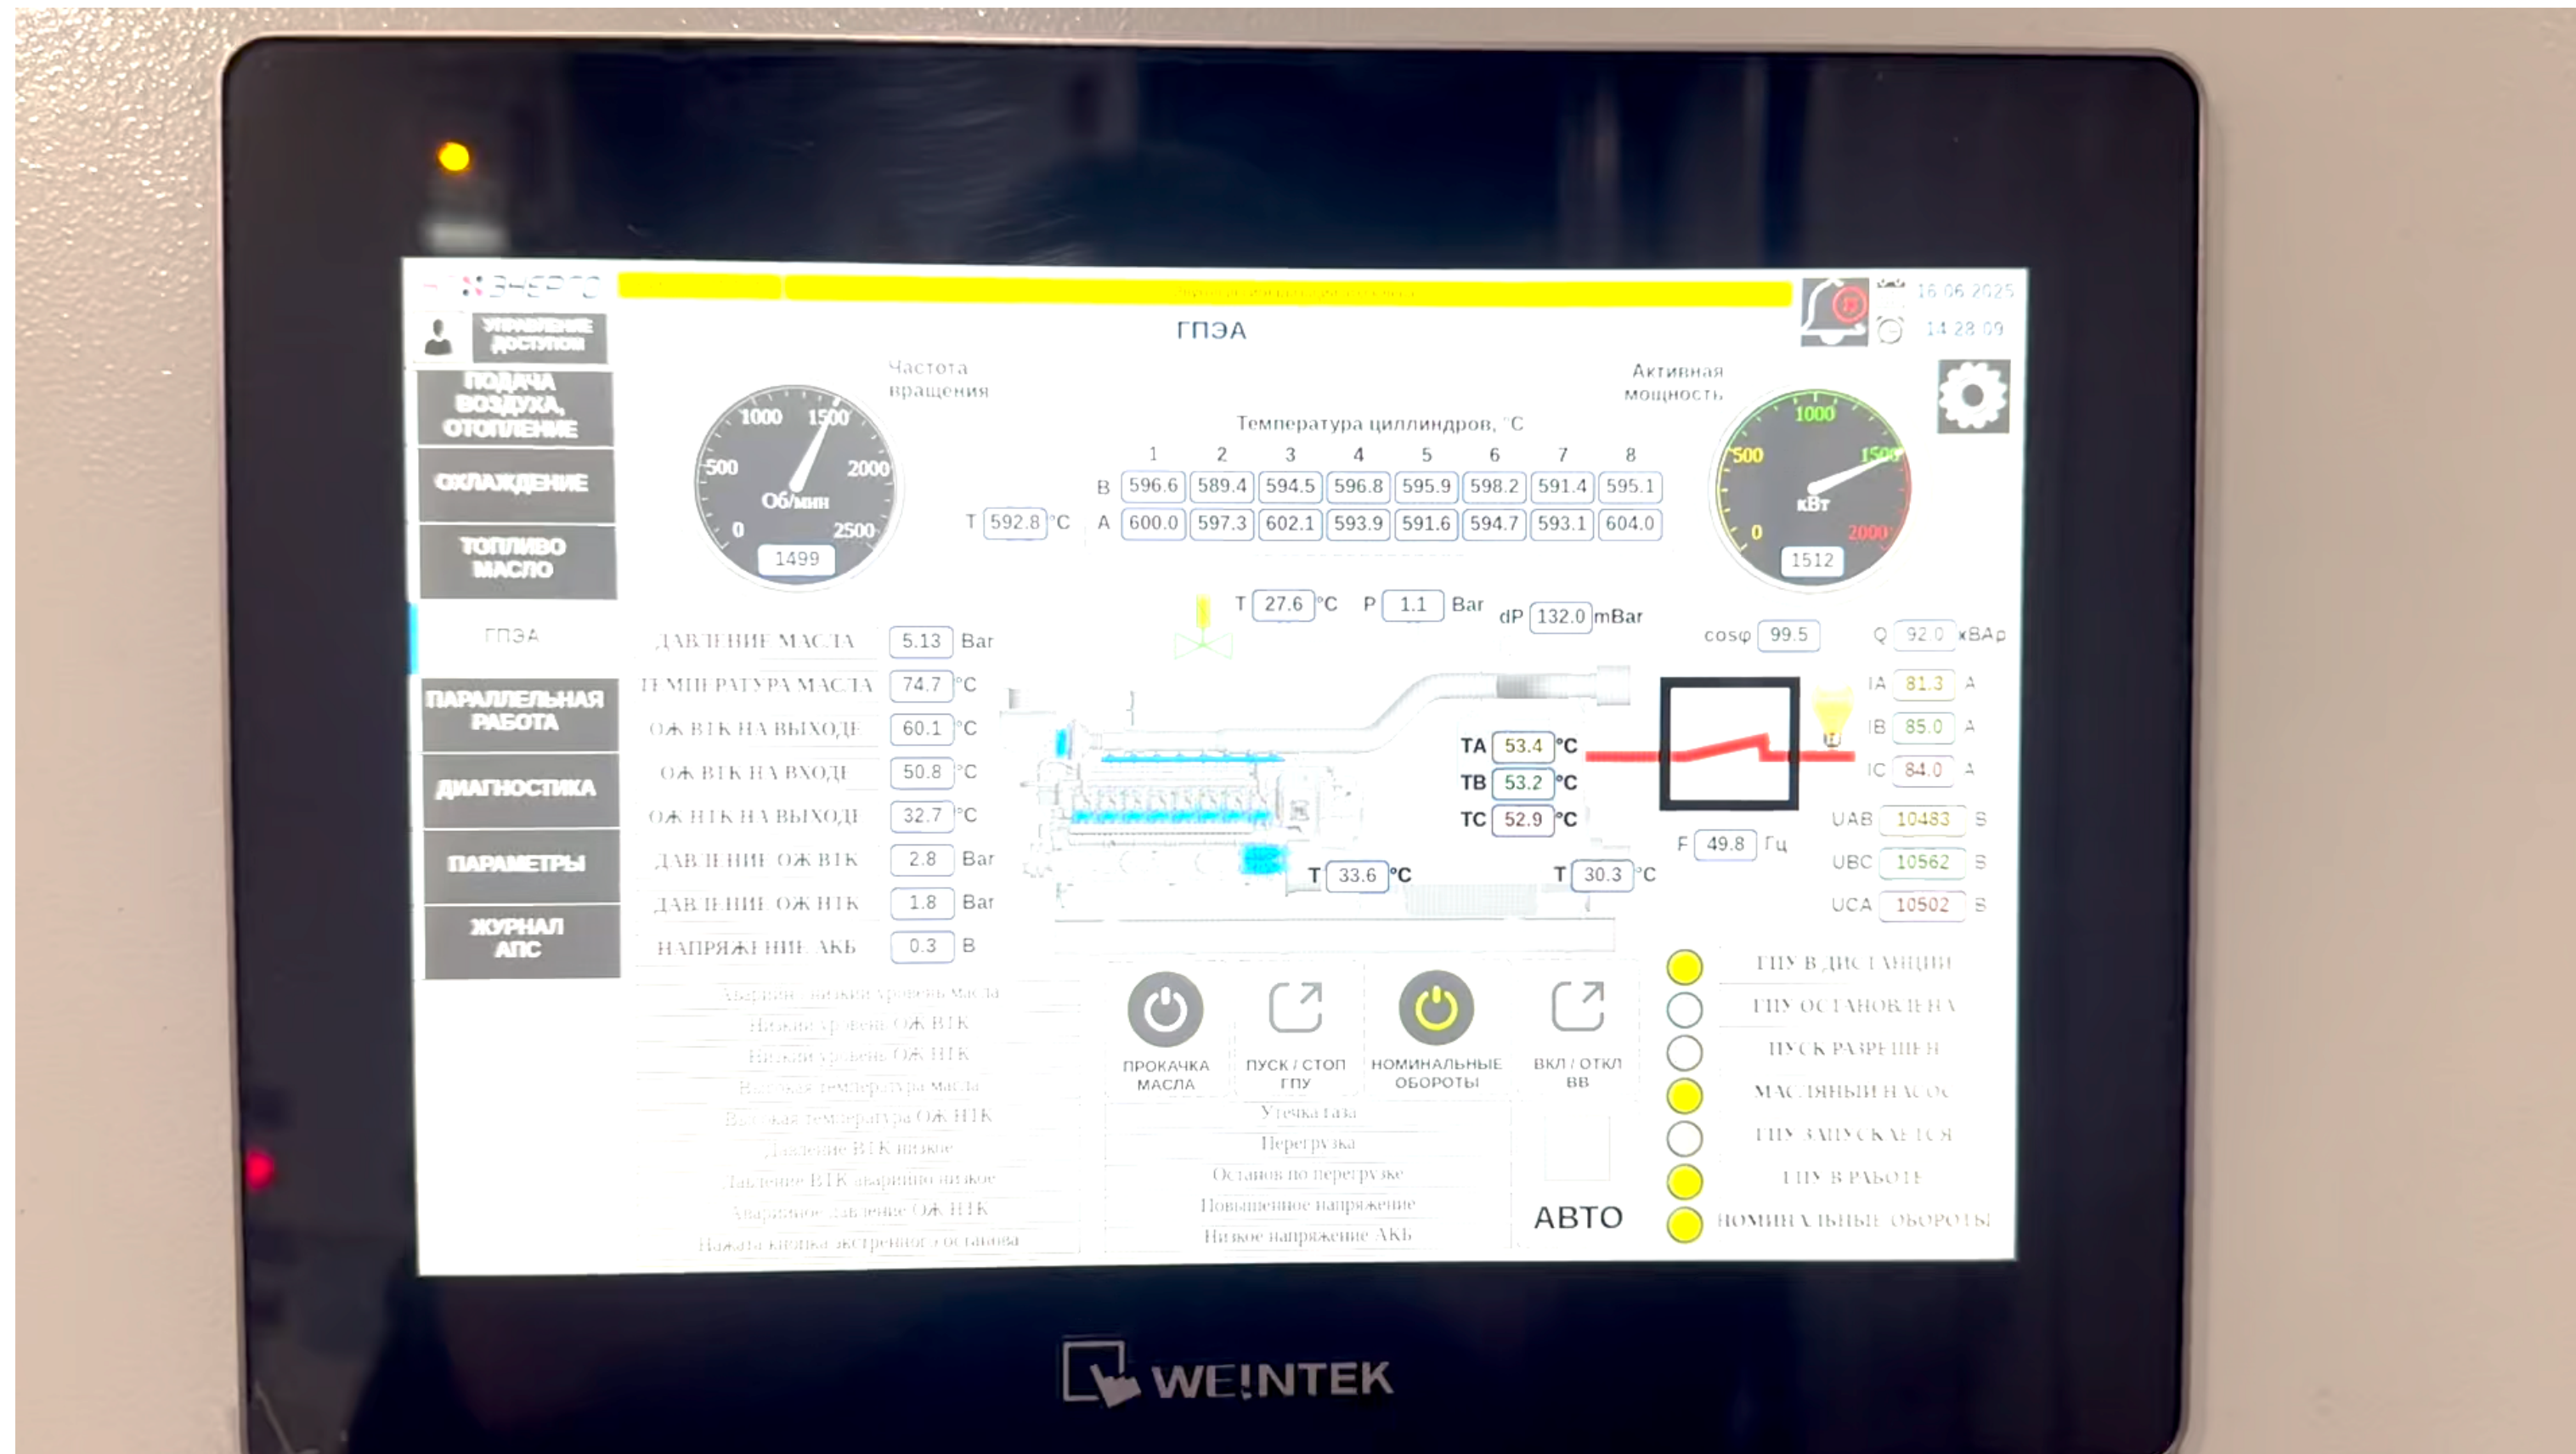 ЭНЕРГО
16.06.2025
14:28:09
УПРАВЛЕНИЕ
ДОСТУПОМ
ГПЭА
ПОДАЧА
ВОЗДУХА,
ОТОПЛЕНИЕ
ОХЛАЖДЕНИЕ
ТОПЛИВО
МАСЛО
ГПЭА
ПАРАЛЛЕЛЬНАЯ
РАБОТА
ДИАГНОСТИКА
ПАРАМЕТРЫ
ЖУРНАЛ
АПС
Частота
вращения
0 500 1000 1500 2000 2500
Об/мин
1499
Температура циллиндров, °C
1 2 3 4 5 6 7 8
B 596.6 589.4 594.5 596.8 595.9 598.2 591.4 595.1
T 592.8 °C A 600.0 597.3 602.1 593.9 591.6 594.7 593.1 604.0
Активная
мощность
0 500 1000 1500 2000
кВт
1512
T 27.6 °C P 1.1 Bar dP 132.0 mBar
ДАВЛЕНИЕ МАСЛА 5.13 Bar
ТЕМПЕРАТУРА МАСЛА 74.7 °C
ОЖ ВТК НА ВЫХОДЕ 60.1 °C
ОЖ ВТК НА ВХОДЕ 50.8 °C
ОЖ НТК НА ВЫХОДЕ 32.7 °C
ДАВЛЕНИЕ ОЖ ВТК 2.8 Bar
ДАВЛЕНИЕ ОЖ НТК 1.8 Bar
НАПРЯЖЕНИЕ АКБ 0.3 В
TA 53.4 °C
TB 53.2 °C
TC 52.9 °C
T 33.6 °C
T 30.3 °C
cosφ 99.5 Q 92.0 кВАр
IA 81.3 A
IB 85.0 A
IC 84.0 A
F 49.8 Гц
UAB 10483 В
UBC 10562 В
UCA 10502 В
Аварийно низкий уровень масла
Низкий уровень ОЖ ВТК
Низкий уровень ОЖ НТК
Высокая температура масла
Высокая температура ОЖ НТК
Давление ВТК низкое
Давление ВТК аварийно низкое
Аварийное давление ОЖ НТК
Нажата кнопка экстренного останова
ПРОКАЧКА
МАСЛА
ПУСК / СТОП
ГПУ
НОМИНАЛЬНЫЕ
ОБОРОТЫ
ВКЛ / ОТКЛ
ВВ
Утечка газа
Перегрузка
Останов по перегрузке
Повышенное напряжение
Низкое напряжение АКБ
АВТО
ГПУ В ДИСТАНЦИИ
ГПУ ОСТАНОВЛЕНА
ПУСК РАЗРЕШЕН
МАСЛЯНЫЙ НАСОС
ГПУ ЗАПУСКАЕТСЯ
ГПУ В РАБОТЕ
НОМИНАЛЬНЫЕ ОБОРОТЫ
WEINTEK